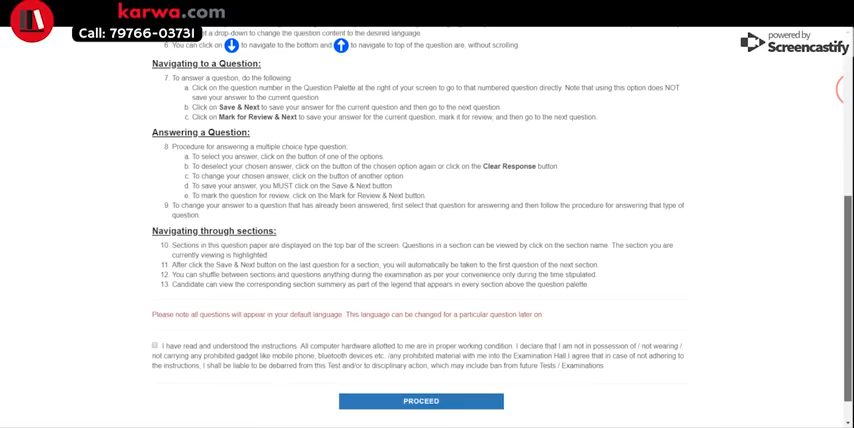 karwa.com
Call: 79766-03731
powered by
Screencastify
get a drop-down to change the question content to the desired language
6. You can click on to navigate to the bottom and to navigate to top of the question are, without scrolling.
Navigating to a Question:
7. To answer a question, do the following
a. Click on the question number in the Question Palette at the right of your screen to go to that numbered question directly. Note that using this option does NOT
save your answer to the current question
b. Click on Save & Next to save your answer for the current question and then go to the next question
c. Click on Mark for Review & Next to save your answer for the current question, mark it for review, and then go to the next question.
Answering a Question:
8. Procedure for answering a multiple choice type question:
a. To select you answer, click on the button of one of the options
b. To deselect your chosen answer, click on the button of the chosen option again or click on the Clear Response button
c. To change your chosen answer, click on the button of another option
d. To save your answer, you MUST click on the Save & Next button
e. To mark the question for review, click on the Mark for Review & Next button.
9. To change your answer to a question that has already been answered, first select that question for answering and then follow the procedure for answering that type of
question.
Navigating through sections:
10. Sections in this question paper are displayed on the top bar of the screen. Questions in a section can be viewed by click on the section name. The section you are
currently viewing is highlighted
11. After click the Save & Next button on the last question for a section, you will automatically be taken to the first question of the next section.
12. You can shuffle between sections and questions anything during the examination as per your convenience only during the time stipulated.
13. Candidate can view the corresponding section summery as part of the legend that appears in every section above the question palette.
Please note all questions will appear in your default language. This language can be changed for a particular question later on
I have read and understood the instructions. All computer hardware allotted to me are in proper working condition. I declare that I am not in possession of / not wearing /
not carrying any prohibited gadget like mobile phone, bluetooth devices etc. /any prohibited material with me into the Examination Hall.I agree that in case of not adhering to
the instructions, I shall be liable to be debarred from this Test and/or to disciplinary action, which may include ban from future Tests / Examinations
PROCEED